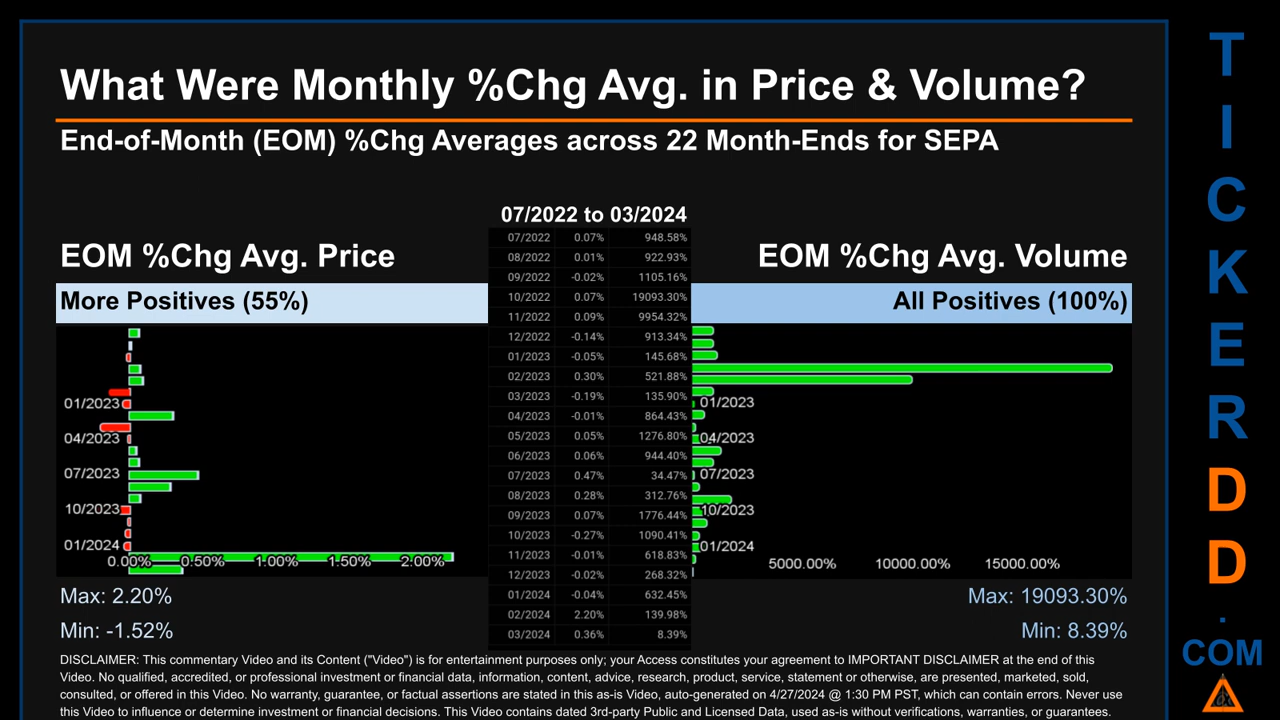 What Were Monthly %Chg Avg. in Price & Volume?
End-of-Month (EOM) %Chg Averages across 22 Month-Ends for SEPA
07/2022 to 03/2024
EOM %Chg Avg. Price
EOM %Chg Avg. Volume
More Positives (55%)
All Positives (100%)
07/2022 0.07% 948.58%
08/2022 0.01% 922.93%
09/2022 -0.02% 1105.16%
10/2022 0.07% 19093.30%
11/2022 0.09% 9954.32%
12/2022 -0.14% 913.34%
01/2023 -0.05% 145.68%
02/2023 0.30% 521.88%
03/2023 -0.19% 135.90%
04/2023 -0.01% 864.43%
05/2023 0.05% 1276.80%
06/2023 0.06% 944.40%
07/2023 0.47% 34.47%
08/2023 0.28% 312.76%
09/2023 0.07% 1776.44%
10/2023 -0.27% 1090.41%
11/2023 -0.01% 618.83%
12/2023 -0.02% 268.32%
01/2024 -0.04% 632.45%
02/2024 2.20% 139.98%
03/2024 0.36% 8.39%
01/2023
04/2023
07/2023
10/2023
01/2024
0.00% 0.50% 1.00% 1.50% 2.00%
01/2023
04/2023
07/2023
10/2023
01/2024
5000.00% 10000.00% 15000.00%
Max: 2.20%
Min: -1.52%
Max: 19093.30%
Min: 8.39%
DISCLAIMER: This commentary Video and its Content ("Video") is for entertainment purposes only; your Access constitutes your agreement to IMPORTANT DISCLAIMER at the end of this
Video. No qualified, accredited, or professional investment or financial data, information, content, advice, research, product, service, statement or otherwise, are presented, marketed, sold,
consulted, or offered in this Video. No warranty, guarantee, or factual assertions are stated in this as-is Video, auto-generated on 4/27/2024 @ 1:30 PM PST, which can contain errors. Never use
this Video to influence or determine investment or financial decisions. This Video contains dated 3rd-party Public and Licensed Data, used as-is without verifications, warranties, or guarantees.
T
I
C
K
E
R
D
D
.
COM